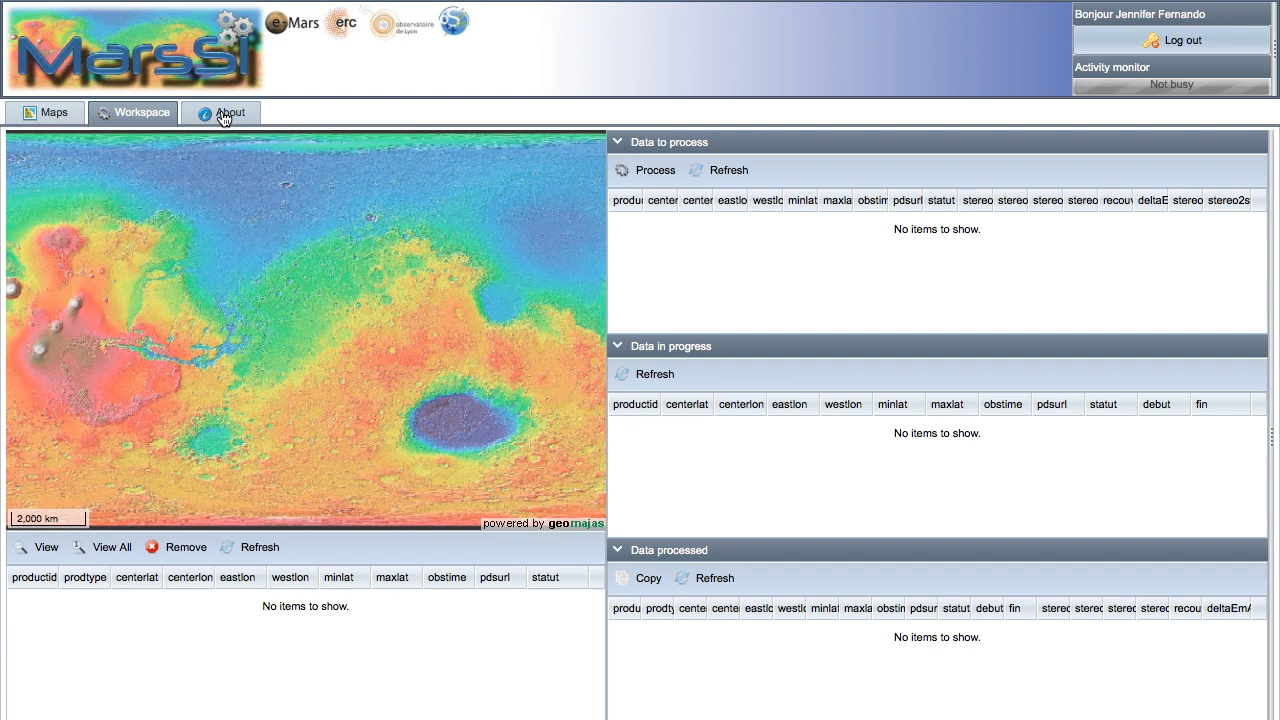 MarsSI e-Mars erc observatoire de Lyon
Bonjour Jennifer Fernando
Log out
Activity monitor
Not busy
Maps Workspace About
Data to process
Process Refresh
produ center center eastlo westlo minlat maxla obstim pdsurl statut stereo stereo stereo stereo recouv deltaE stereo stereo2s
No items to show.
Data in progress
Refresh
productid centerlat centerlon eastlon westlon minlat maxlat obstime pdsurl statut debut fin
No items to show.
2,000 km
powered by geomajas
View View All Remove Refresh
productid prodtype centerlat centerlon eastlon westlon minlat maxlat obstime pdsurl statut
No items to show.
Data processed
Copy Refresh
produ prodty cente cente eastlo westlo minlat maxla obstin pdsur statut debut fin stereo stereo stereo stereo recou deltaEmA
No items to show.